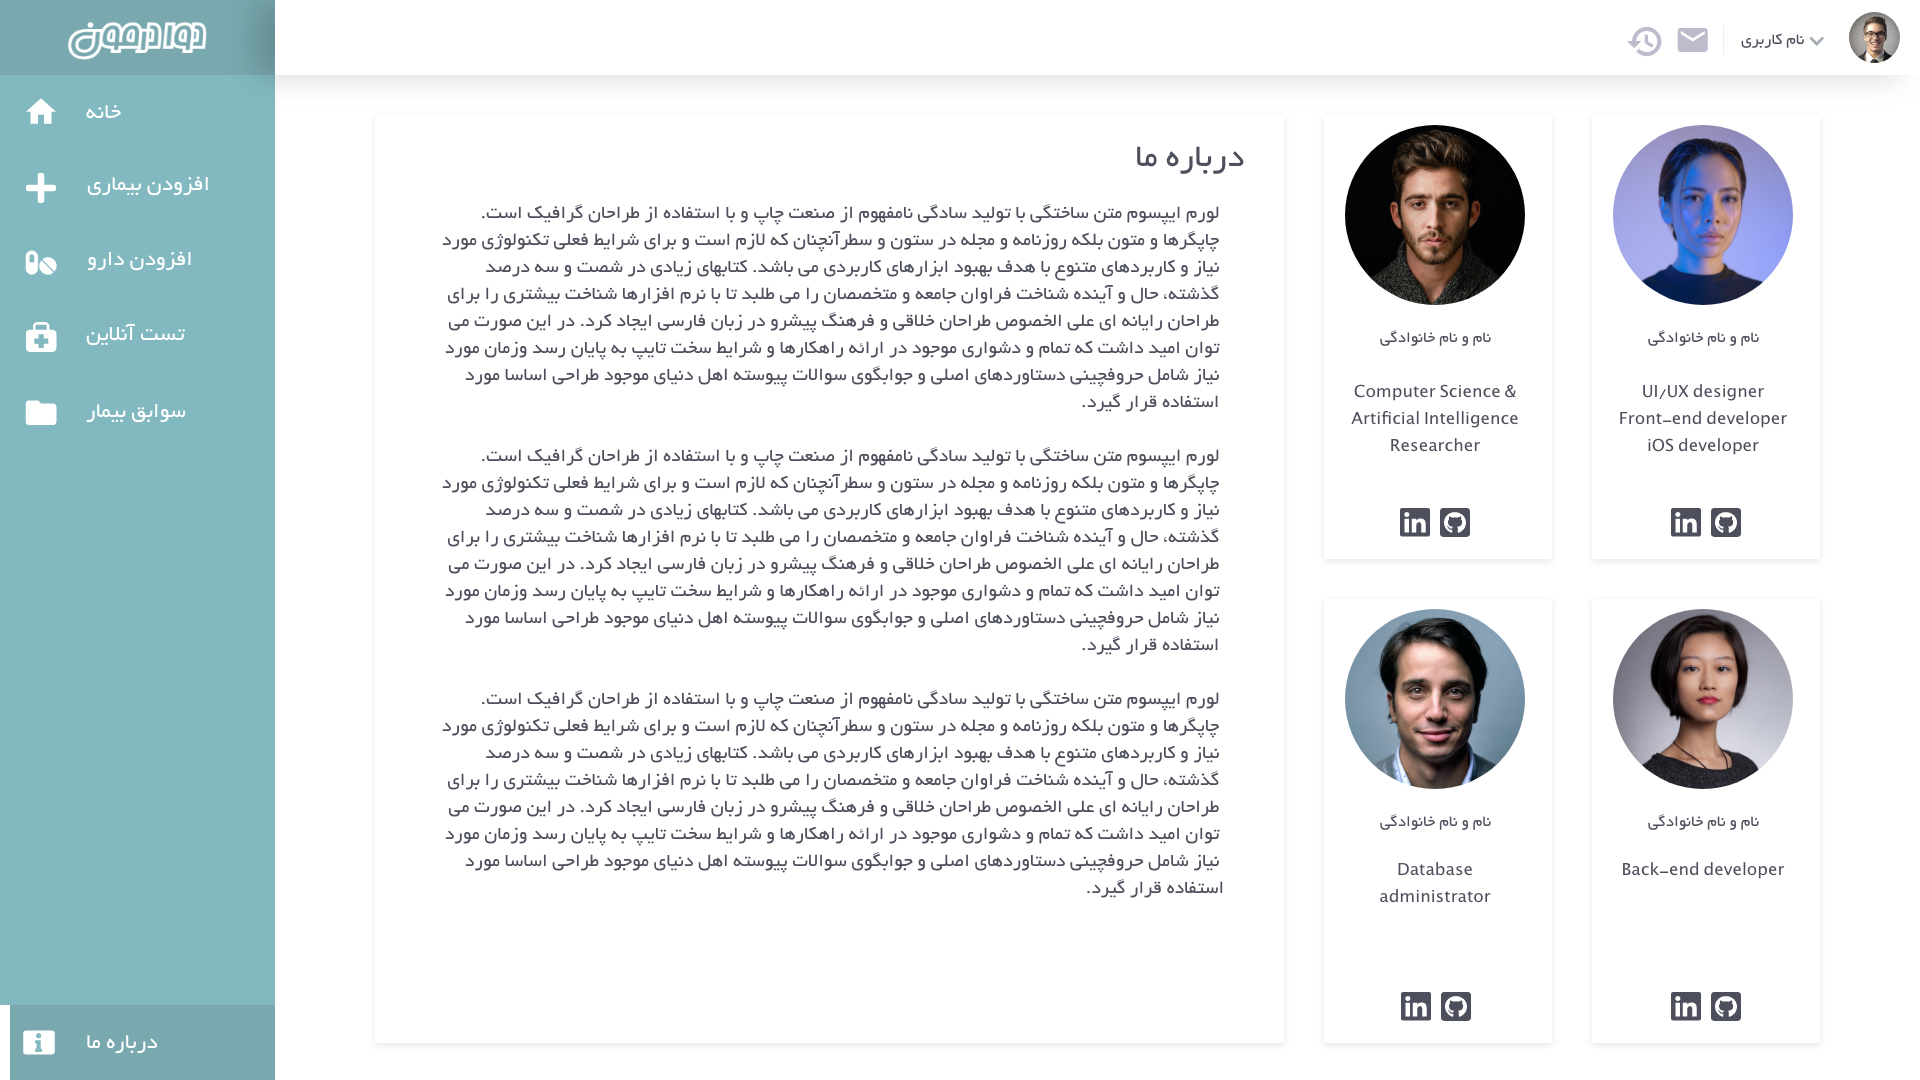 دوا درمون
نام کاربری
خانه
افزودن بیماری
افزودن دارو
تست آنلاین
سوابق بیمار
درباره ما
درباره ما
لورم ایپسوم متن ساختگی با تولید سادگی نامفهوم از صنعت چاپ و با استفاده از طراحان گرافیک است.
چاپگرها و متون بلکه روزنامه و مجله در ستون و سطرآنچنان که لازم است و برای شرایط فعلی تکنولوژی مورد
نیاز و کاربردهای متنوع با هدف بهبود ابزارهای کاربردی می باشد. کتابهای زیادی در شصت و سه درصد
گذشته، حال و آینده شناخت فراوان جامعه و متخصصان را می طلبد تا با نرم افزارها شناخت بیشتری را برای
طراحان رایانه ای علی الخصوص طراحان خلاقی و فرهنگ پیشرو در زبان فارسی ایجاد کرد. در این صورت می
توان امید داشت که تمام و دشواری موجود در ارائه راهکارها و شرایط سخت تایپ به پایان رسد وزمان مورد
نیاز شامل حروفچینی دستاوردهای اصلی و جوابگوی سوالات پیوسته اهل دنیای موجود طراحی اساسا مورد
استفاده قرار گیرد.
لورم ایپسوم متن ساختگی با تولید سادگی نامفهوم از صنعت چاپ و با استفاده از طراحان گرافیک است.
چاپگرها و متون بلکه روزنامه و مجله در ستون و سطرآنچنان که لازم است و برای شرایط فعلی تکنولوژی مورد
نیاز و کاربردهای متنوع با هدف بهبود ابزارهای کاربردی می باشد. کتابهای زیادی در شصت و سه درصد
گذشته، حال و آینده شناخت فراوان جامعه و متخصصان را می طلبد تا با نرم افزارها شناخت بیشتری را برای
طراحان رایانه ای علی الخصوص طراحان خلاقی و فرهنگ پیشرو در زبان فارسی ایجاد کرد. در این صورت می
توان امید داشت که تمام و دشواری موجود در ارائه راهکارها و شرایط سخت تایپ به پایان رسد وزمان مورد
نیاز شامل حروفچینی دستاوردهای اصلی و جوابگوی سوالات پیوسته اهل دنیای موجود طراحی اساسا مورد
استفاده قرار گیرد.
لورم ایپسوم متن ساختگی با تولید سادگی نامفهوم از صنعت چاپ و با استفاده از طراحان گرافیک است.
چاپگرها و متون بلکه روزنامه و مجله در ستون و سطرآنچنان که لازم است و برای شرایط فعلی تکنولوژی مورد
نیاز و کاربردهای متنوع با هدف بهبود ابزارهای کاربردی می باشد. کتابهای زیادی در شصت و سه درصد
گذشته، حال و آینده شناخت فراوان جامعه و متخصصان را می طلبد تا با نرم افزارها شناخت بیشتری را برای
طراحان رایانه ای علی الخصوص طراحان خلاقی و فرهنگ پیشرو در زبان فارسی ایجاد کرد. در این صورت می
توان امید داشت که تمام و دشواری موجود در ارائه راهکارها و شرایط سخت تایپ به پایان رسد وزمان مورد
نیاز شامل حروفچینی دستاوردهای اصلی و جوابگوی سوالات پیوسته اهل دنیای موجود طراحی اساسا مورد
استفاده قرار گیرد.
نام و نام خانوادگی
UI/UX designer
Front-end developer
iOS developer
in
نام و نام خانوادگی
Computer Science &
Artificial Intelligence
Researcher
in
نام و نام خانوادگی
Back-end developer
in
نام و نام خانوادگی
Database
administrator
in